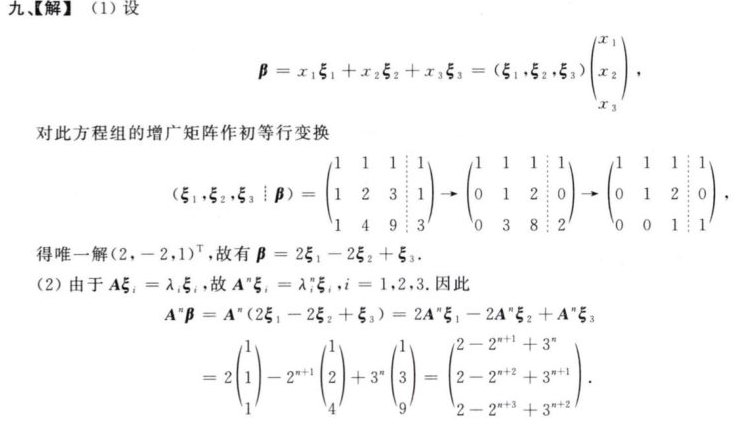 九、【解】 (1) 设
β = x₁ξ₁ + x₂ξ₂ + x₃ξ₃ = (ξ₁,ξ₂,ξ₃) (x₁ x₂ x₃)ᅠ,
对此方程组的增广矩阵作初等行变换
(ξ₁,ξ₂,ξ₃ ┊ β) = (1 1 1 ┊ 1; 1 2 3 ┊ 1; 1 4 9 ┊ 3) → (1 1 1 ┊ 1; 0 1 2 ┊ 0; 0 3 8 ┊ 2) → (1 1 1 ┊ 1; 0 1 2 ┊ 0; 0 0 1 ┊ 1),
得唯一解(2,-2,1)ᵀ,故有 β = 2ξ₁ - 2ξ₂ + ξ₃.
(2) 由于 Aξᵢ = λᵢξᵢ,故 Aⁿξᵢ = λᵢⁿξᵢ,i = 1,2,3. 因此
Aⁿβ = Aⁿ(2ξ₁ - 2ξ₂ + ξ₃) = 2Aⁿξ₁ - 2Aⁿξ₂ + Aⁿξ₃
= 2(1; 1; 1) - 2ⁿ⁺¹(1; 2; 4) + 3ⁿ(1; 3; 9) = (2 - 2ⁿ⁺¹ + 3ⁿ; 2 - 2ⁿ⁺² + 3ⁿ⁺¹; 2 - 2ⁿ⁺³ + 3ⁿ⁺²).